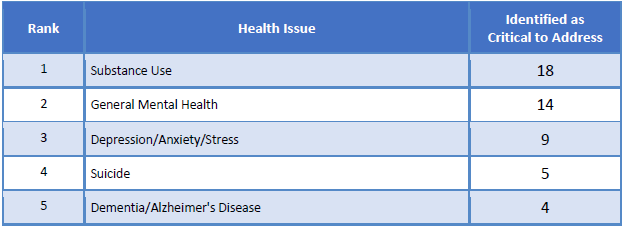 Rank Health Issue Identified as Critical to Address
1 Substance Use 18
2 General Mental Health 14
3 Depression/Anxiety/Stress 9
4 Suicide 5
5 Dementia/Alzheimer's Disease 4